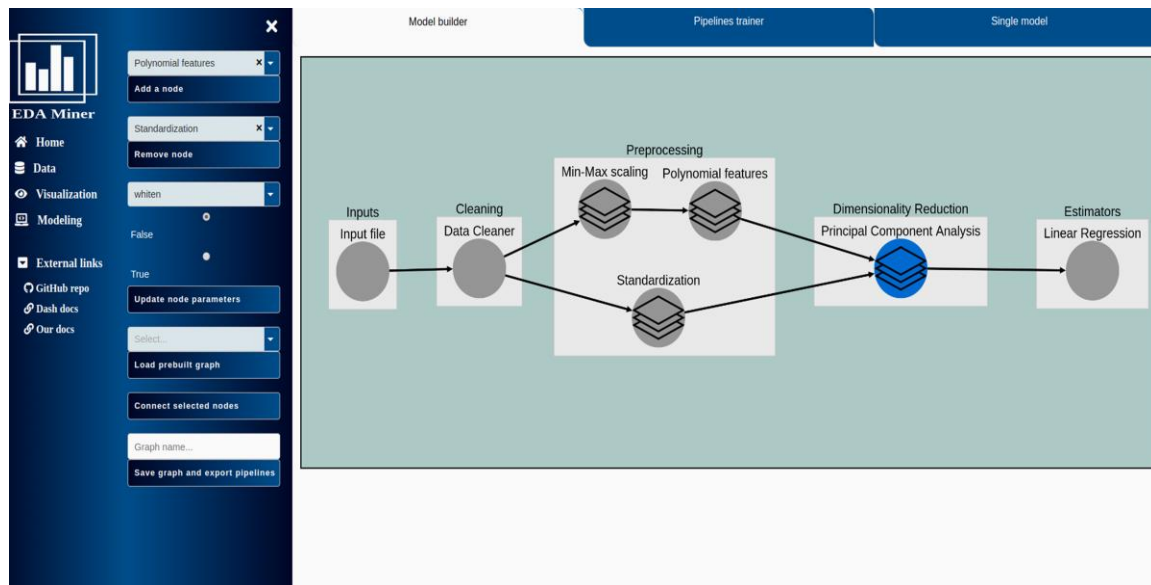 ×
EDA Miner
Home
Data
Visualization
Modeling
External links
GitHub repo
Dash docs
Our docs
Polynomial features ×
Add a node
Standardization ×
Remove node
whiten
False
True
Update node parameters
Select...
Load prebuilt graph
Connect selected nodes
Graph name...
Save graph and export pipelines
Model builder
Pipelines trainer
Single model
Inputs
Input file
Cleaning
Data Cleaner
Preprocessing
Min-Max scaling
Polynomial features
Standardization
Dimensionality Reduction
Principal Component Analysis
Estimators
Linear Regression